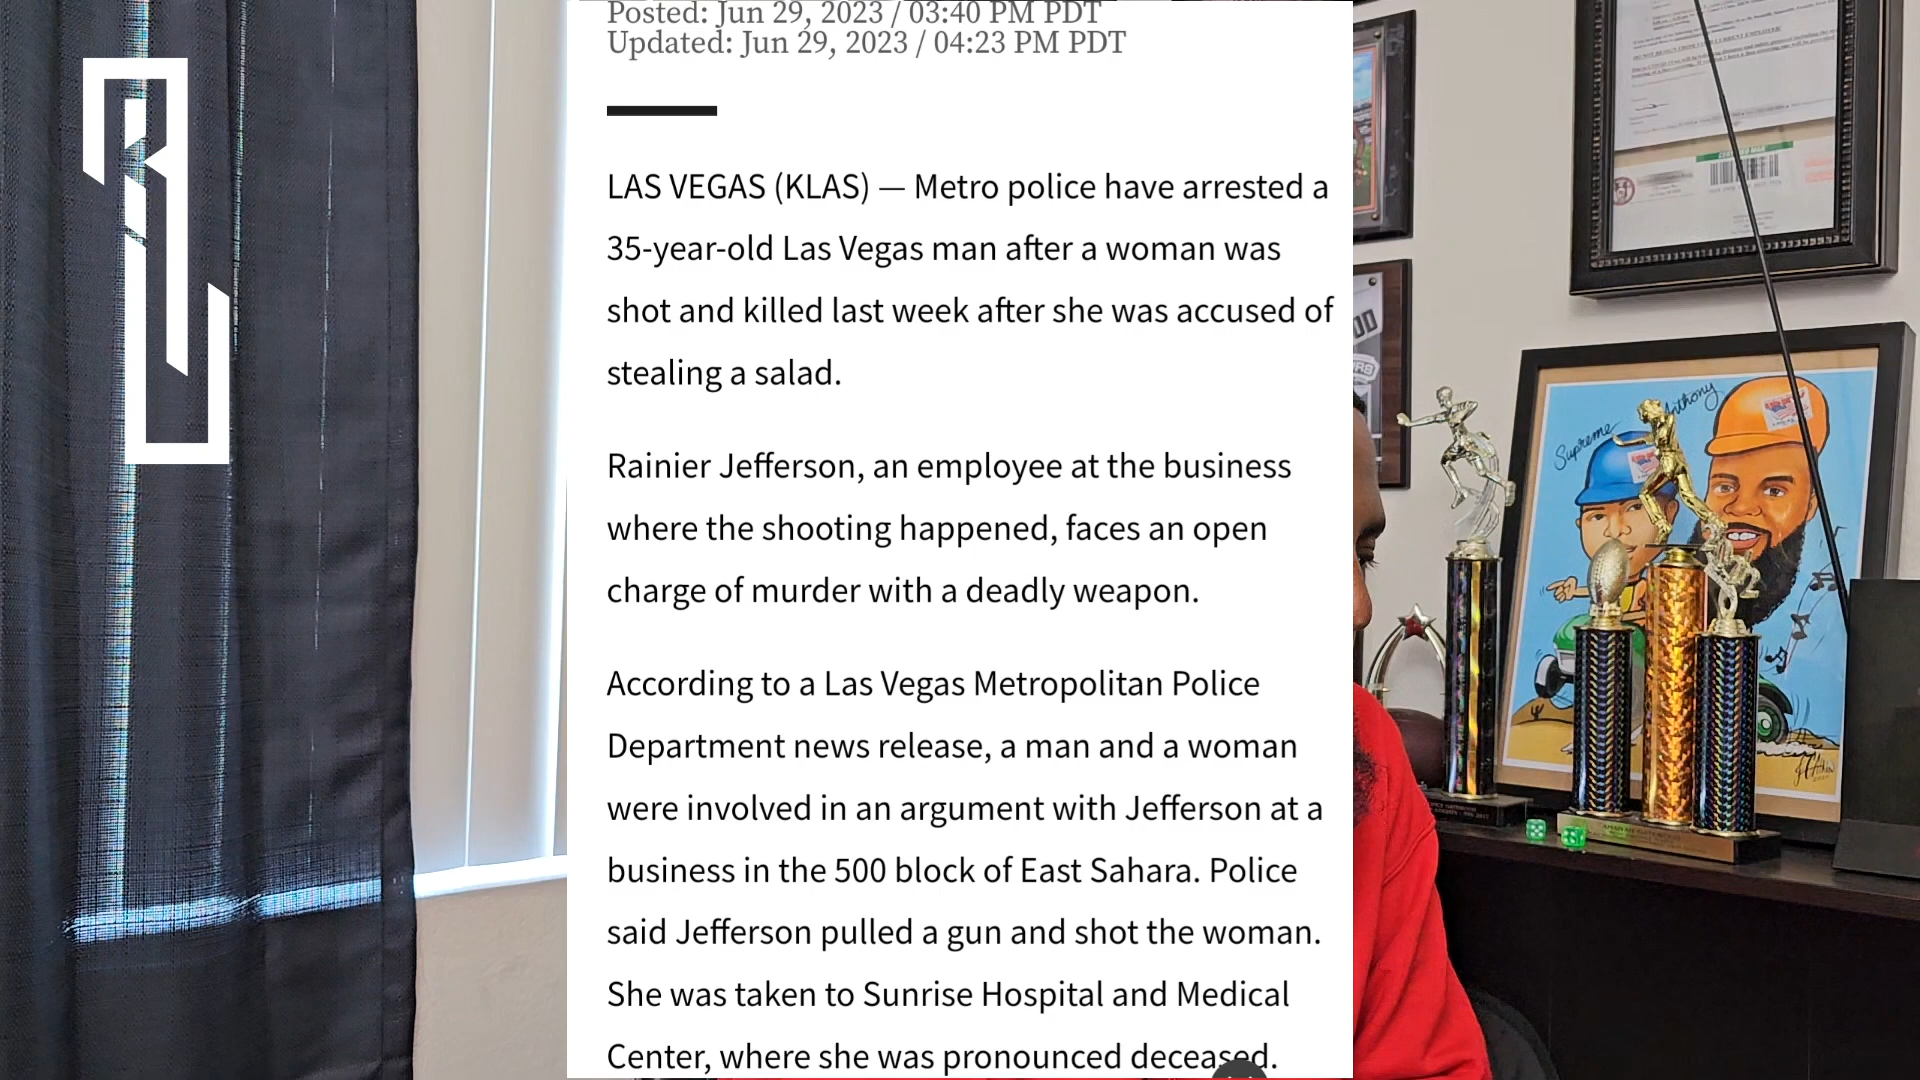 Posted: Jun 29, 2023 / 03:40 PM PDT
Updated: Jun 29, 2023 / 04:23 PM PDT
LAS VEGAS (KLAS) — Metro police have arrested a
35-year-old Las Vegas man after a woman was
shot and killed last week after she was accused of
stealing a salad.
Rainier Jefferson, an employee at the business
where the shooting happened, faces an open
charge of murder with a deadly weapon.
According to a Las Vegas Metropolitan Police
Department news release, a man and a woman
were involved in an argument with Jefferson at a
business in the 500 block of East Sahara. Police
said Jefferson pulled a gun and shot the woman.
She was taken to Sunrise Hospital and Medical
Center, where she was pronounced deceased.
Supreme
Anthony